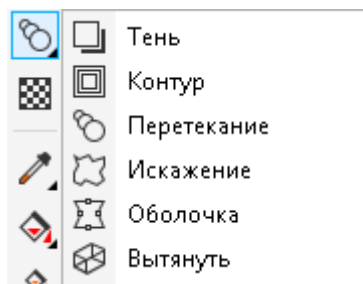 Тень
Контур
Перетекание
Искажение
Оболочка
Вытянуть